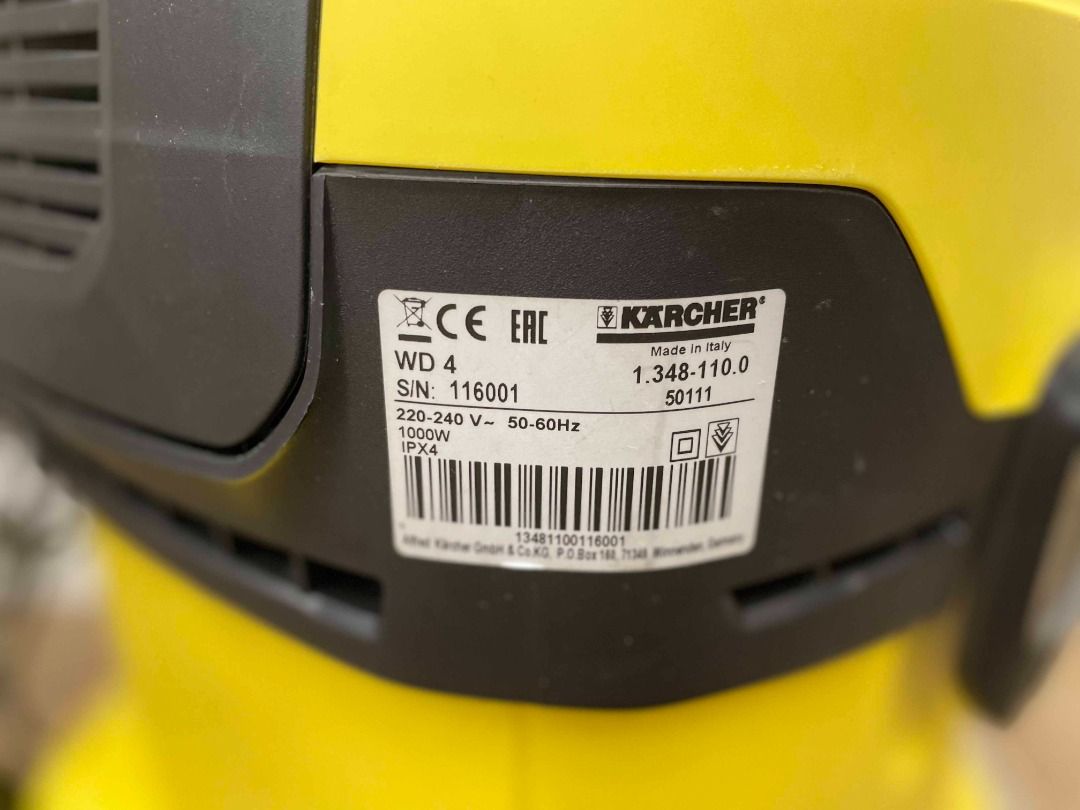 CE EAC KÄRCHER®
Made in Italy
WD 4 1.348-110.0
S/N: 116001 50111
220-240 V~ 50-60Hz
1000W
IPX4
13481100116001
Alfred Kärcher GmbH & Co.KG, P.O.Box 160, 71349 Winnenden, Germany